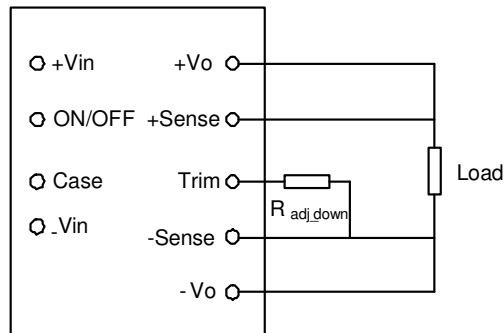 +Vin
+Vo
ON/OFF
+Sense
Case
Trim
Load
R adj_down
-Vin
-Sense
-Vo